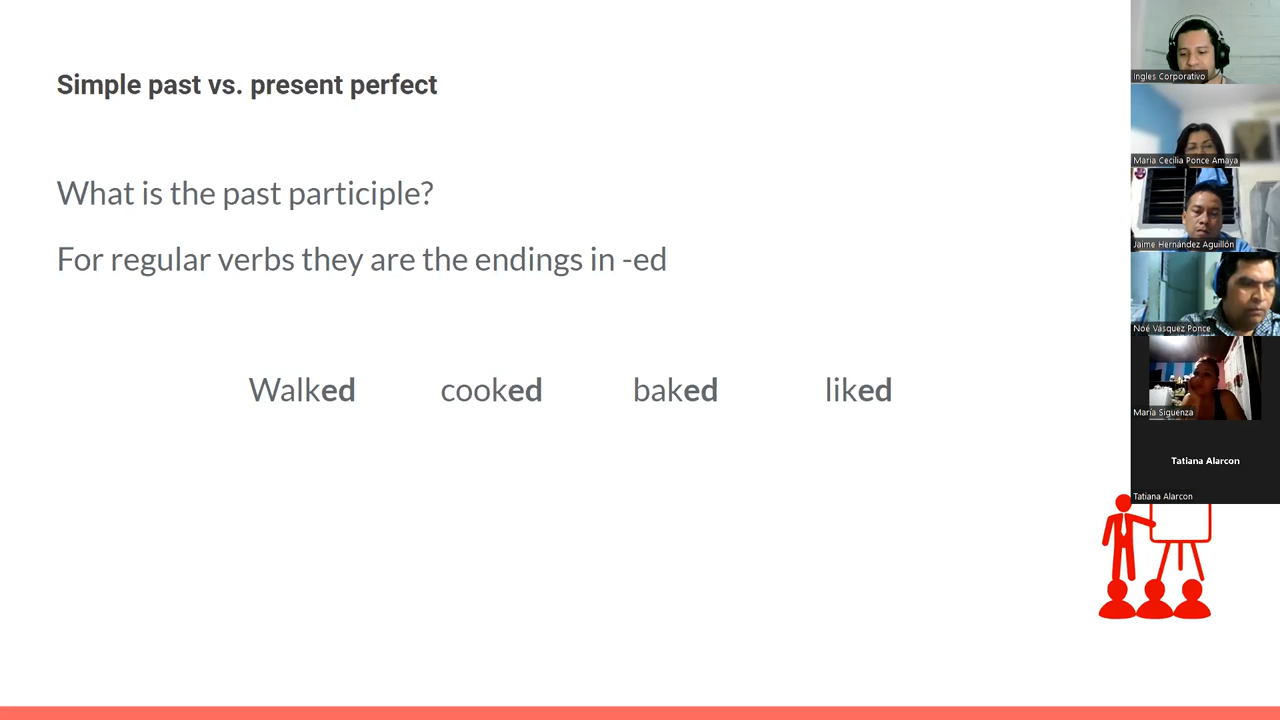 Simple past vs. present perfect
What is the past participle?
For regular verbs they are the endings in -ed
Walked cooked baked liked
Ingles Corporativo
Maria Cecilia Ponce Amaya
Jaime Hernández Aguillón
Noé Vásquez Ponce
María Siguenza
Tatiana Alarcon
Tatiana Alarcon